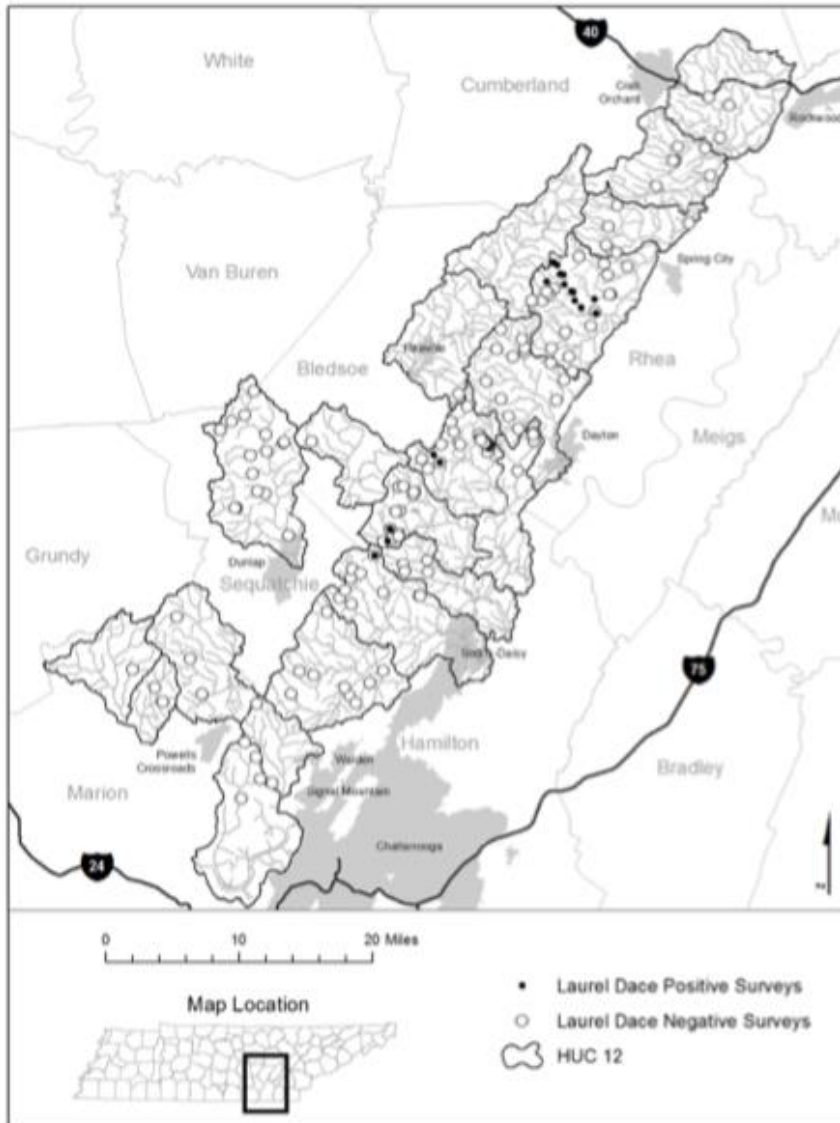 40
White
Cumberland
Crab
Orchard
Rockwood
Van Buren
Spring City
Bledsoe
Pikeville
Rhea
Dayton
Meigs
Grundy
Dunlap
Sequatchie
75
Soddy-Daisy
Hamilton
Powells
Crossroads
Walden
Bradley
Marion
Signal Mountain
Chattanooga
24
0 10 20 Miles
Map Location
Laurel Dace Positive Surveys
Laurel Dace Negative Surveys
HUC 12